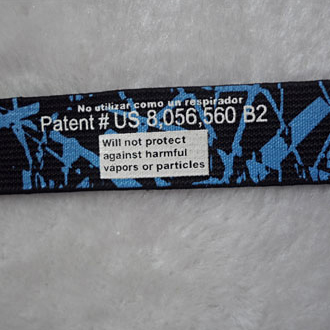 No utilizar como un respirador
Patent # US 8,056,560 B2
Will not protect
against harmful
vapors or particles